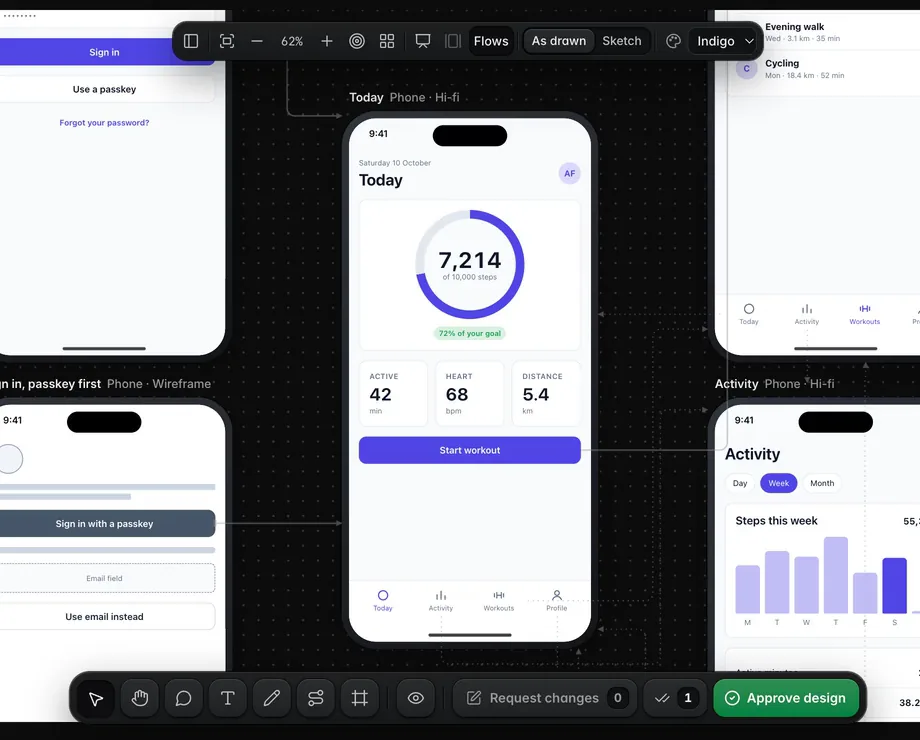 Sign in
Use a passkey
Forgot your password?
62%
Flows
As drawn
Sketch
Indigo
Evening walk
Wed · 3.1 km · 35 min
C
Cycling
Mon · 18.4 km · 52 min
Today
Activity
Workouts
Today Phone · Hi-fi
9:41
Saturday 10 October
Today
AF
7,214
of 10,000 steps
72% of your goal
ACTIVE
42
min
HEART
68
bpm
DISTANCE
5.4
km
Start workout
Today
Activity
Workouts
Profile
n in, passkey first Phone · Wireframe
9:41
Sign in with a passkey
Email field
Use email instead
Activity Phone · Hi-fi
9:41
Activity
Day
Week
Month
Steps this week
55,
M
T
W
T
F
S
38.2
Request changes
0
1
Approve design